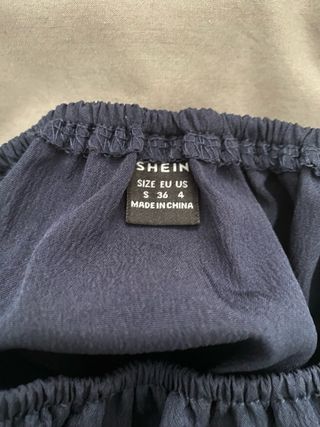 SHEIN
SIZE EU US
S 36 4
MADE IN CHINA